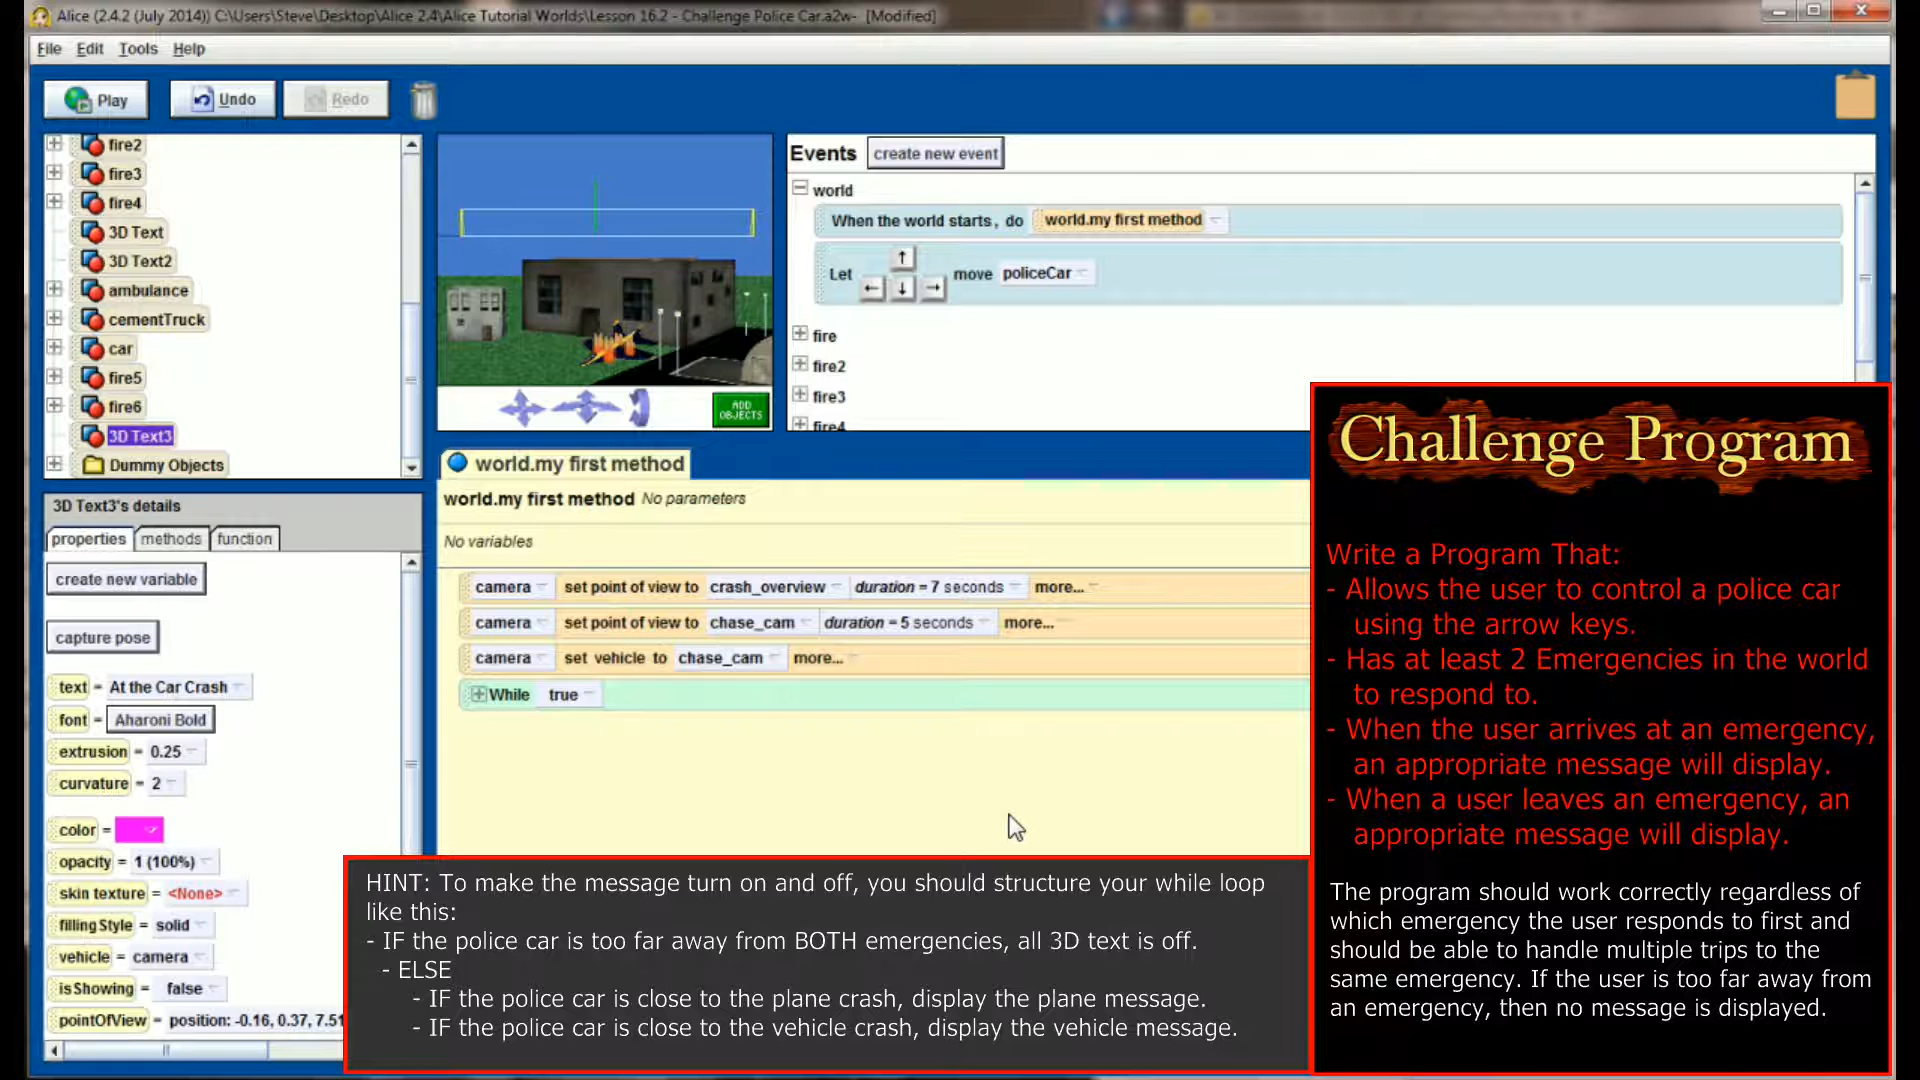 Alice (2.4.2 (July 2014)) C:\Users\Steve\Desktop\Alice 2.4\Alice Tutorial Worlds\Lesson 16.2 - Challenge Police Car.a2w- [Modified]
File Edit Tools Help
Play Undo Redo
fire2
fire3
fire4
3D Text
3D Text2
ambulance
cementTruck
car
fire5
fire6
3D Text3
Dummy Objects
ADD
OBJECTS
Events create new event
world
When the world starts, do world.my first method
Let ↑ ← ↓ → move policeCar
fire
fire2
fire3
fire4
3D Text3's details
properties methods function
create new variable
capture pose
text = At the Car Crash
font = Aharoni Bold
extrusion = 0.25
curvature = 2
color =
opacity = 1 (100%)
skin texture = <None>
fillingStyle = solid
vehicle = camera
isShowing = false
pointOfView = position: -0.16, 0.37, 7.51
world.my first method
world.my first method No parameters
No variables
camera set point of view to crash_overview duration = 7 seconds more...
camera set point of view to chase_cam duration = 5 seconds more...
camera set vehicle to chase_cam more...
While true
HINT: To make the message turn on and off, you should structure your while loop
like this:
- IF the police car is too far away from BOTH emergencies, all 3D text is off.
- ELSE
- IF the police car is close to the plane crash, display the plane message.
- IF the police car is close to the vehicle crash, display the vehicle message.
Challenge Program
Write a Program That:
- Allows the user to control a police car
using the arrow keys.
- Has at least 2 Emergencies in the world
to respond to.
- When the user arrives at an emergency,
an appropriate message will display.
- When a user leaves an emergency, an
appropriate message will display.
The program should work correctly regardless of
which emergency the user responds to first and
should be able to handle multiple trips to the
same emergency. If the user is too far away from
an emergency, then no message is displayed.